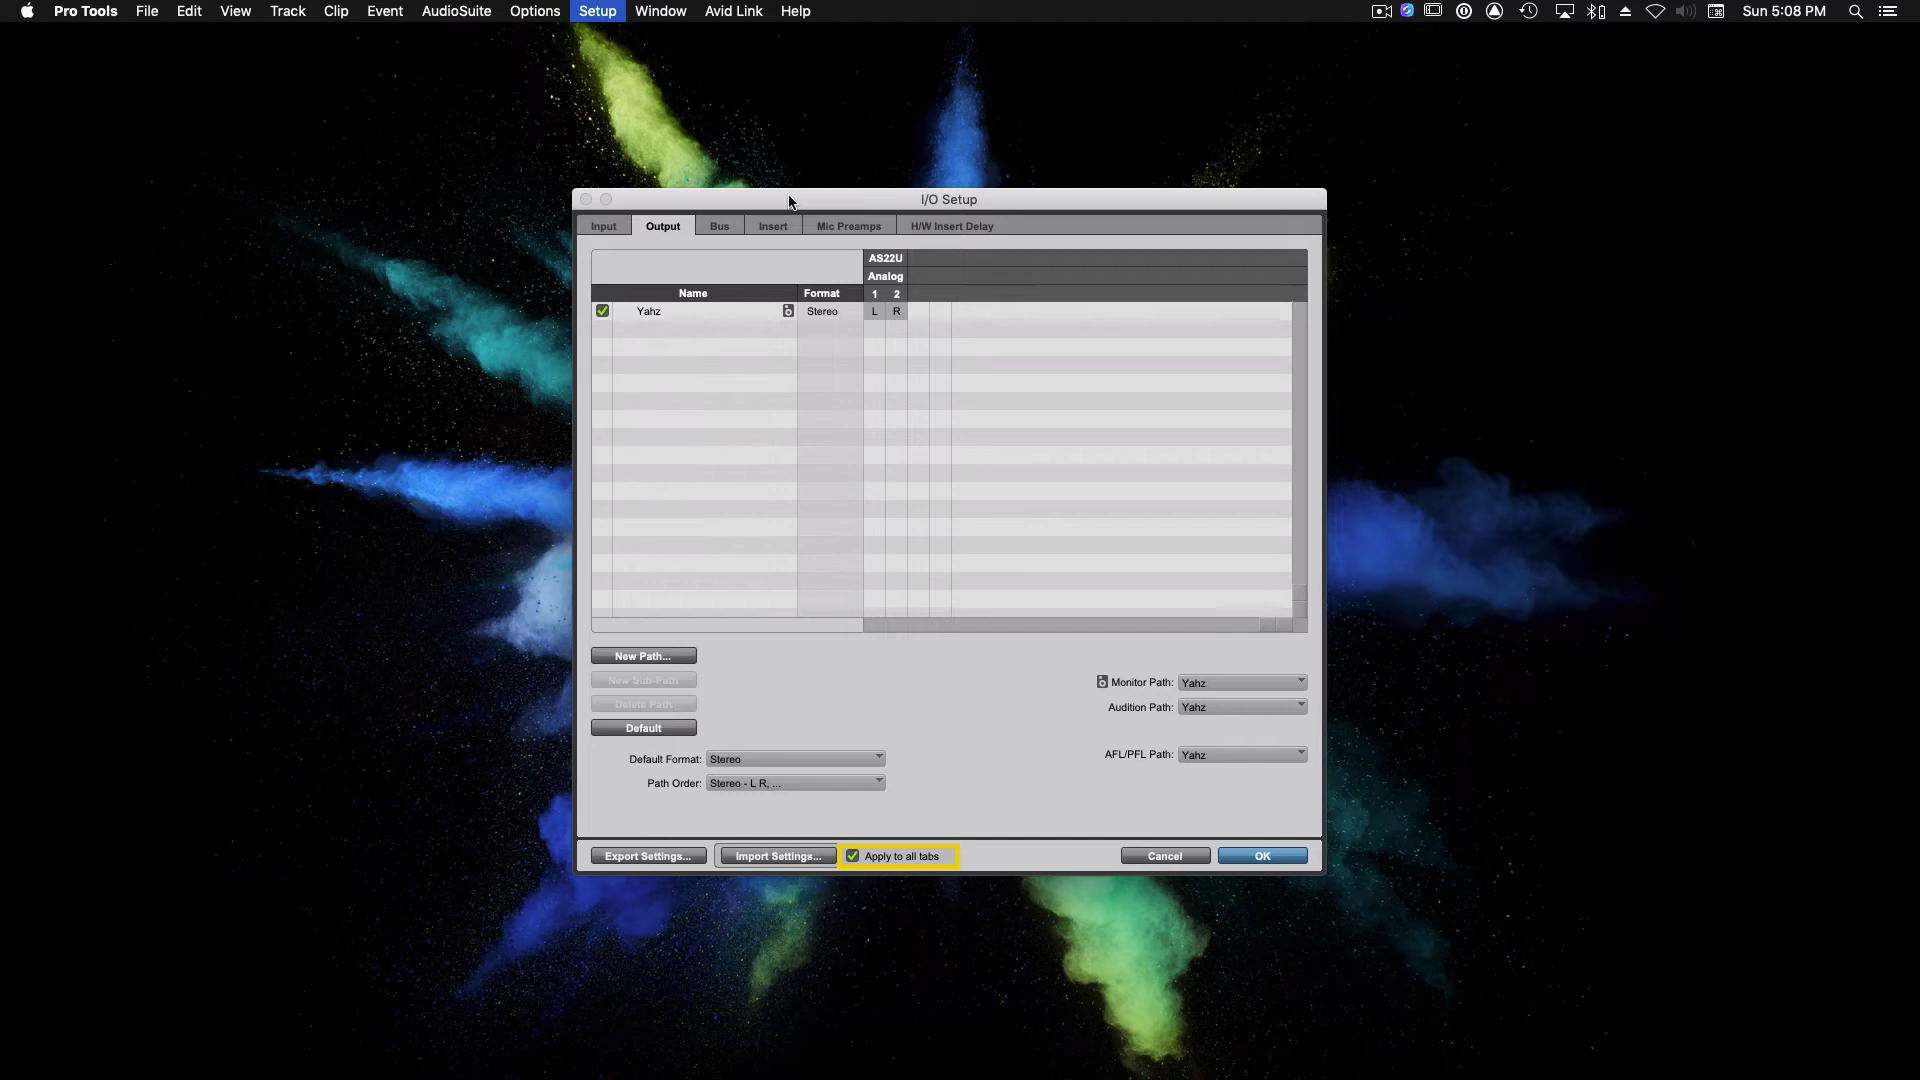 Pro Tools File Edit View Track Clip Event AudioSuite Options Setup Window Avid Link Help Sun 5:08 PM
I/O Setup
Input Output Bus Insert Mic Preamps H/W Insert Delay
AS22U
Analog
Name Format 1 2
Yahz Stereo L R
New Path...
New Sub-Path
Delete Path
Default
Monitor Path: Yahz
Audition Path: Yahz
AFL/PFL Path: Yahz
Default Format: Stereo
Path Order: Stereo - L R, ...
Export Settings... Import Settings... Apply to all tabs Cancel OK